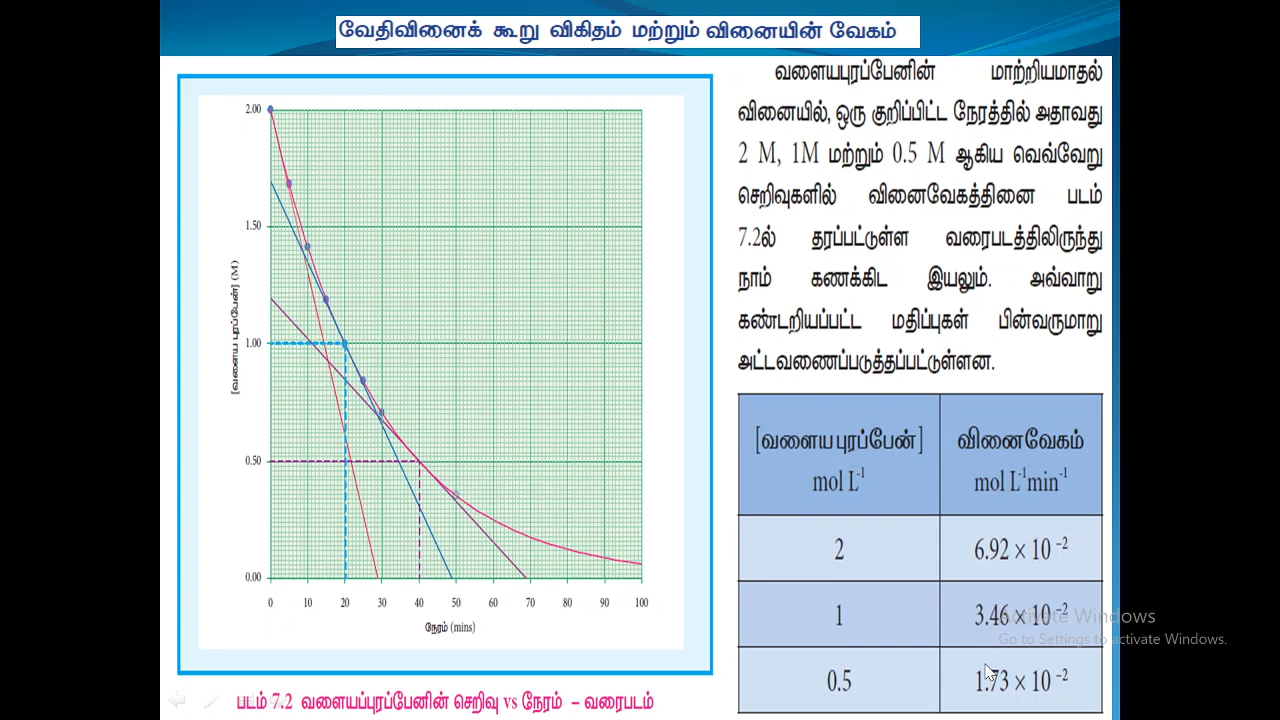 வேதிவினைக் கூறு விகிதம் மற்றும் வினையின் வேகம்
2.00
1.50
1.00
0.50
0.00
[வளைய புரப்பேன்] (M)
0 10 20 30 40 50 60 70 80 90 100
நேரம் (mins)
படம் 7.2 வளையப்புரப்பேனின் செறிவு vs நேரம் – வரைபடம்
வளையபுரப்பேனின் மாற்றியமாதல்
வினையில், ஒரு குறிப்பிட்ட நேரத்தில் அதாவது
2 M, 1M மற்றும் 0.5 M ஆகிய வெவ்வேறு
செறிவுகளில் வினைவேகத்தினை படம்
7.2ல் தரப்பட்டுள்ள வரைபடத்திலிருந்து
நாம் கணக்கிட இயலும். அவ்வாறு
கண்டறியப்பட்ட மதிப்புகள் பின்வருமாறு
அட்டவணைப்படுத்தப்பட்டுள்ளன.
[வளைய புரப்பேன்] வினைவேகம்
mol L⁻¹ mol L⁻¹min⁻¹
2 6.92 × 10⁻²
1 3.46 × 10⁻²
0.5 1.73 × 10⁻²
Activate Windows
Go to Settings to activate Windows.